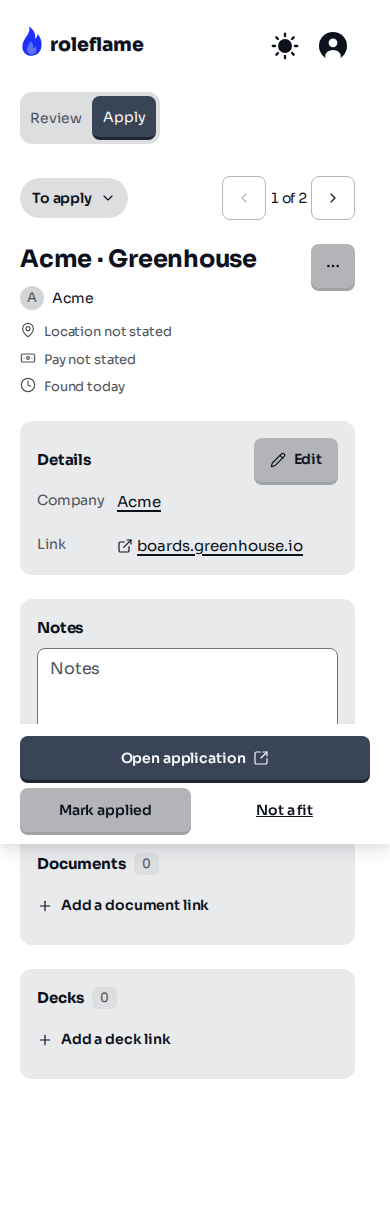 roleflame
Review Apply
To apply
1 of 2
Acme · Greenhouse
...
A Acme
Location not stated
Pay not stated
Found today
Details
Edit
Company Acme
Link boards.greenhouse.io
Notes
Notes
Open application
Mark applied Not a fit
Documents 0
Add a document link
Decks 0
Add a deck link